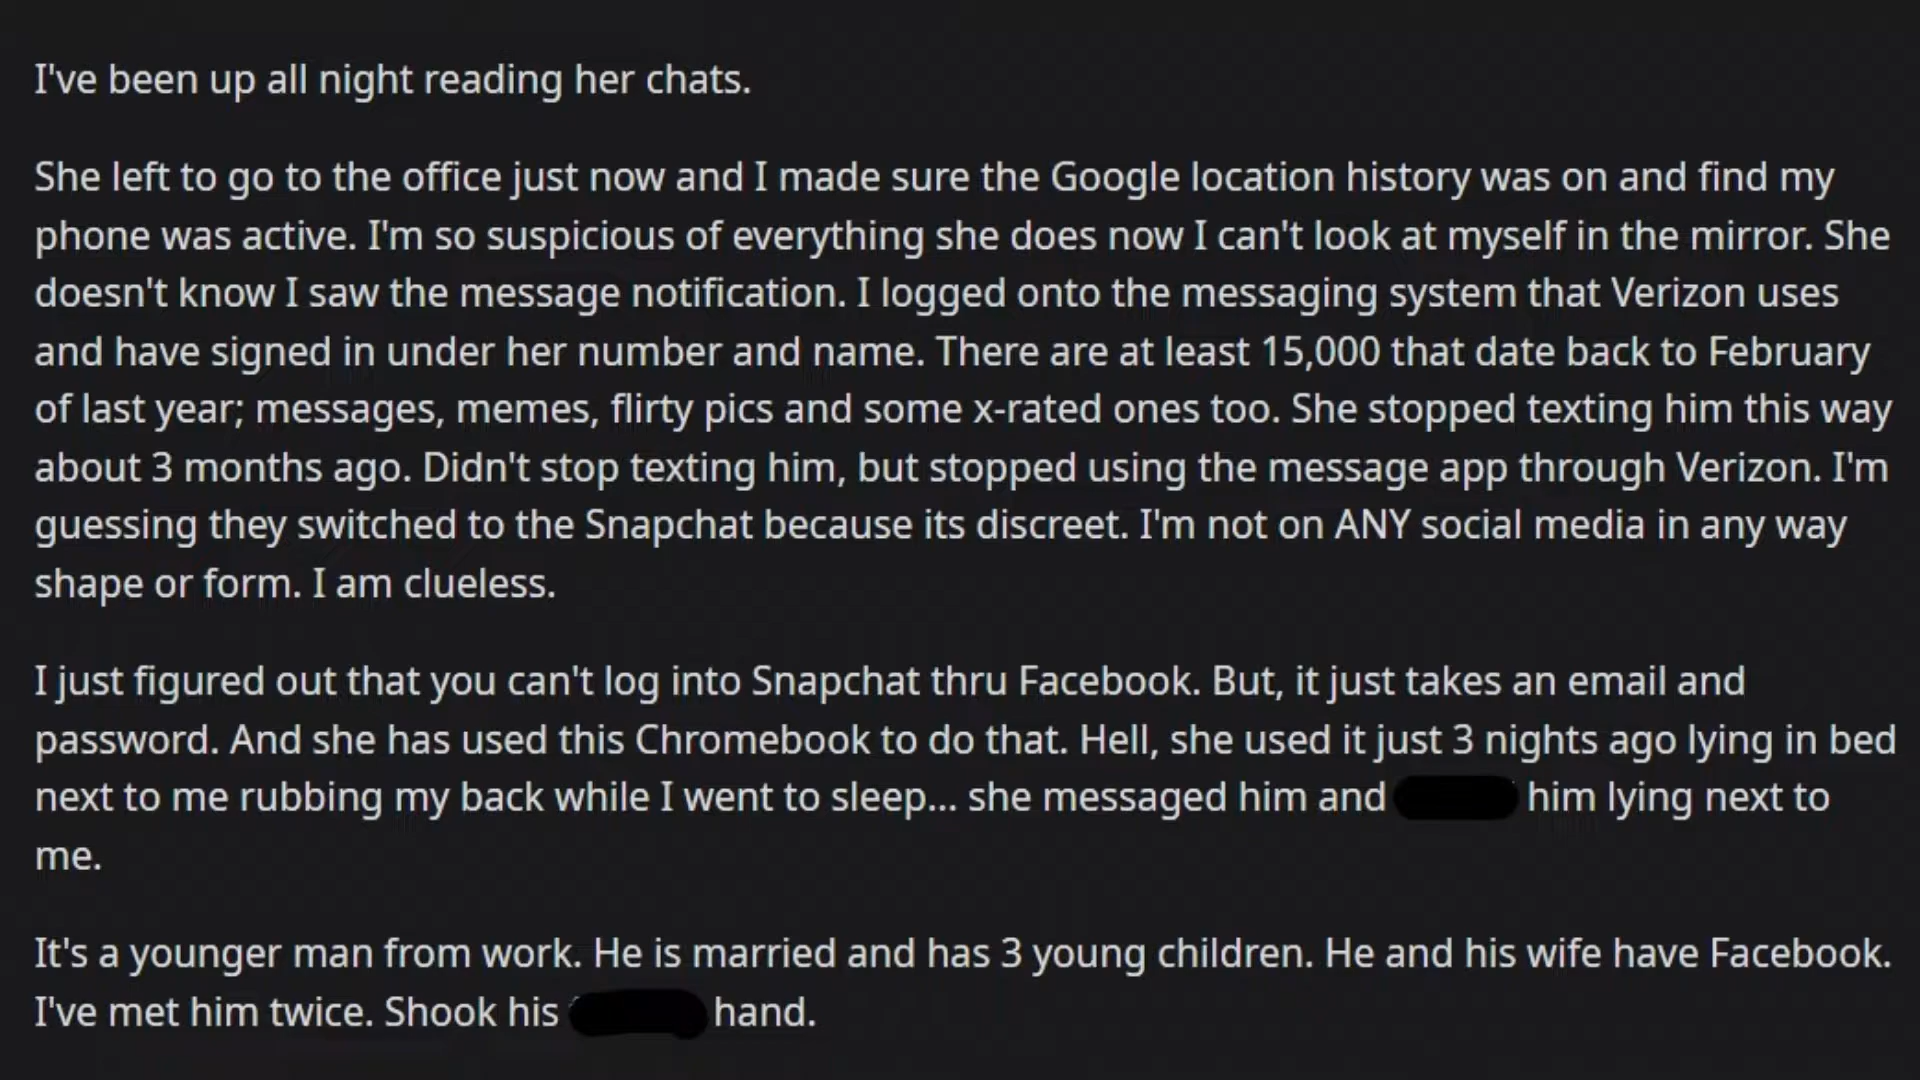 I've been up all night reading her chats.
She left to go to the office just now and I made sure the Google location history was on and find my
phone was active. I'm so suspicious of everything she does now I can't look at myself in the mirror. She
doesn't know I saw the message notification. I logged onto the messaging system that Verizon uses
and have signed in under her number and name. There are at least 15,000 that date back to February
of last year; messages, memes, flirty pics and some x-rated ones too. She stopped texting him this way
about 3 months ago. Didn't stop texting him, but stopped using the message app through Verizon. I'm
guessing they switched to the Snapchat because its discreet. I'm not on ANY social media in any way
shape or form. I am clueless.
I just figured out that you can't log into Snapchat thru Facebook. But, it just takes an email and
password. And she has used this Chromebook to do that. Hell, she used it just 3 nights ago lying in bed
next to me rubbing my back while I went to sleep... she messaged him and him lying next to
me.
It's a younger man from work. He is married and has 3 young children. He and his wife have Facebook.
I've met him twice. Shook his hand.